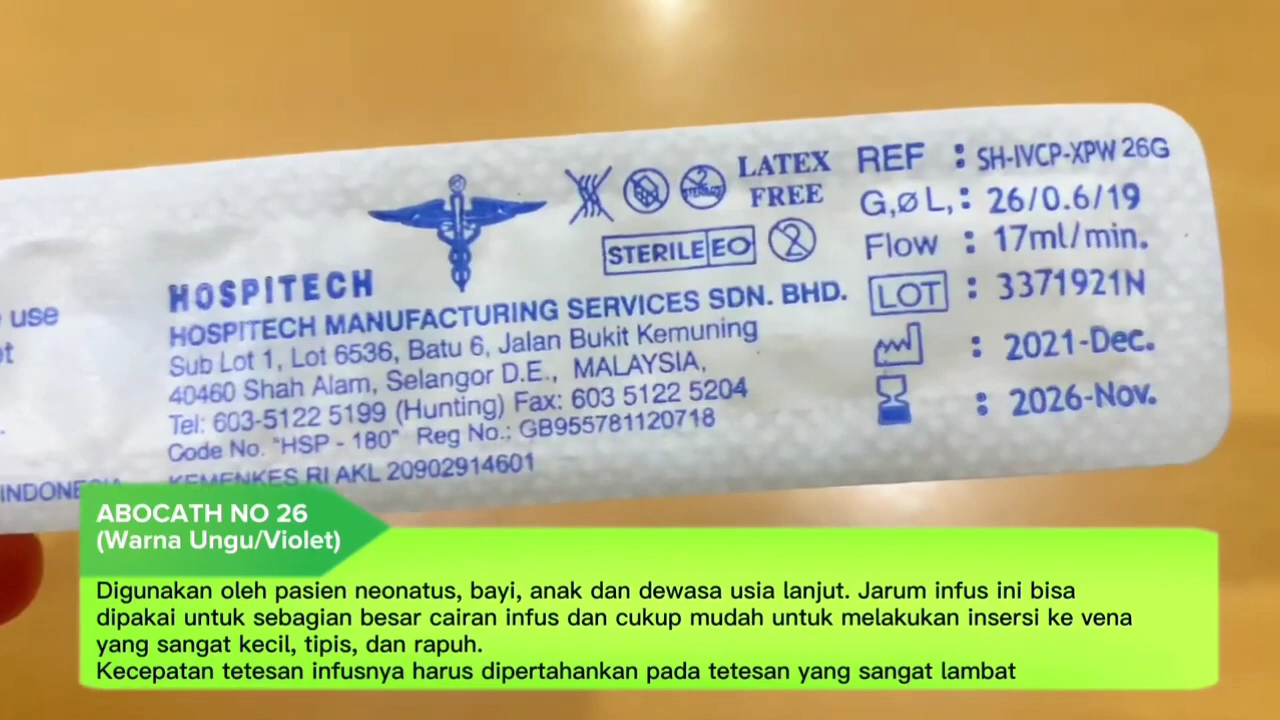 use
LATEX
FREE
STERILE EO
2
HOSPITECH
HOSPITECH MANUFACTURING SERVICES SDN. BHD.
Sub Lot 1, Lot 6536, Batu 6, Jalan Bukit Kemuning
40460 Shah Alam, Selangor D.E., MALAYSIA,
Tel: 603-5122 5199 (Hunting) Fax: 603 5122 5204
Code No. "HSP - 180" Reg No.: GB955781120718
KEMENKES RI AKL 20902914601
REF : SH-IVCP-XPW 26G
G,ø L,: 26/0.6/19
Flow : 17ml/min.
LOT : 3371921N
: 2021-Dec.
: 2026-Nov.
INDONESIA
ABOCATH NO 26
(Warna Ungu/Violet)
Digunakan oleh pasien neonatus, bayi, anak dan dewasa usia lanjut. Jarum infus ini bisa
dipakai untuk sebagian besar cairan infus dan cukup mudah untuk melakukan insersi ke vena
yang sangat kecil, tipis, dan rapuh.
Kecepatan tetesan infusnya harus dipertahankan pada tetesan yang sangat lambat